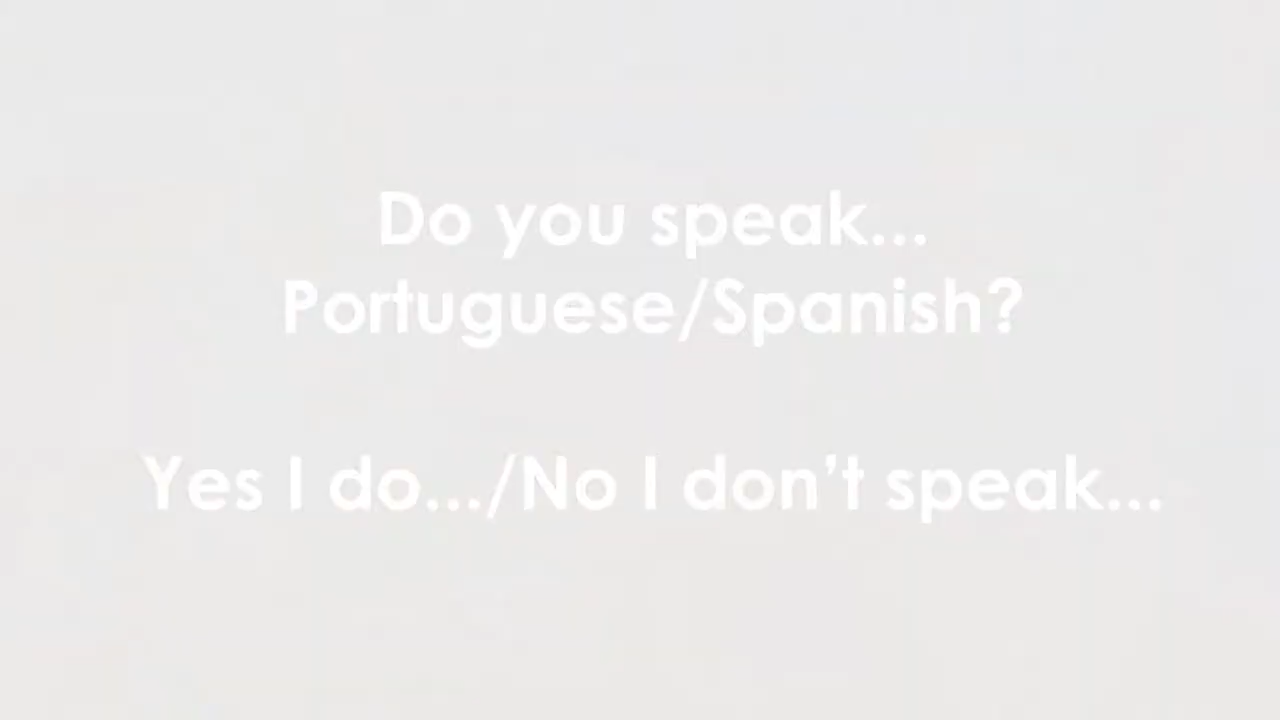 Do you speak...
Portuguese/Spanish?
Yes I do.../No I don't speak...